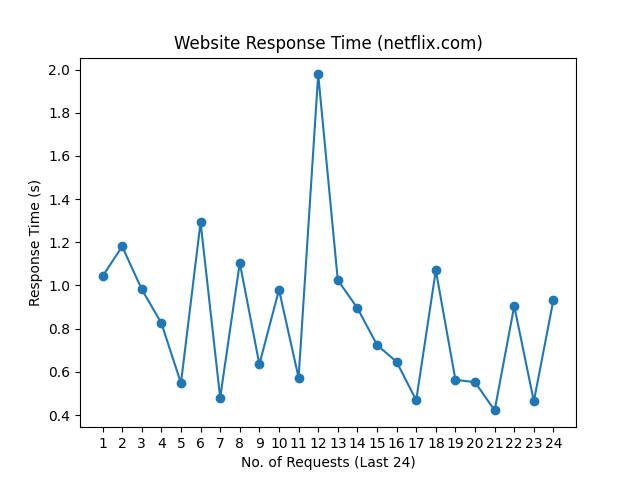 Website Response Time (netflix.com)
2.0
1.8
1.6
1.4
1.2
1.0
0.8
0.6
0.4
Response Time (s)
1 2 3 4 5 6 7 8 9 10 11 12 13 14 15 16 17 18 19 20 21 22 23 24
No. of Requests (Last 24)